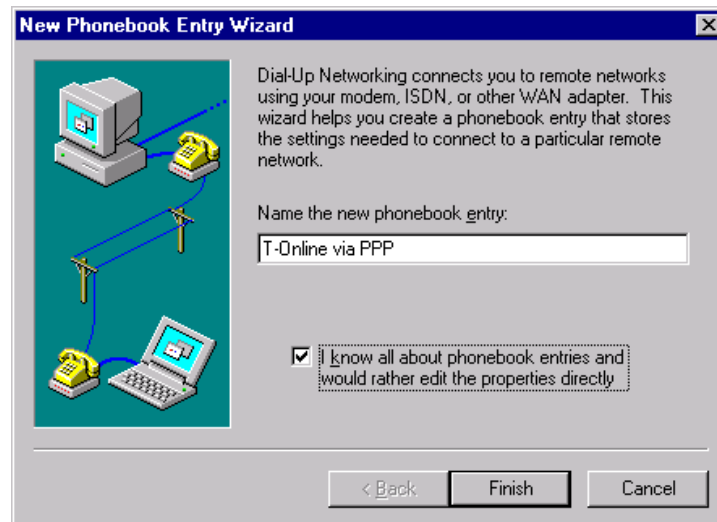 New Phonebook Entry Wizard
Dial-Up Networking connects you to remote networks
using your modem, ISDN, or other WAN adapter.  This
wizard helps you create a phonebook entry that stores
the settings needed to connect to a particular remote
network.
Name the new phonebook entry:
T-Online via PPP
I know all about phonebook entries and
would rather edit the properties directly
< Back
Finish
Cancel